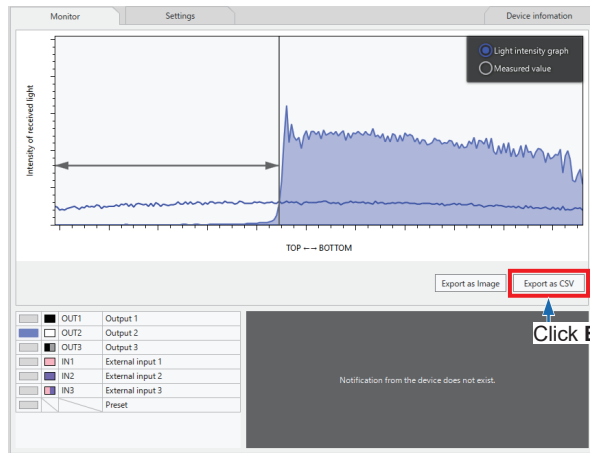 Monitor
Settings
Device infomation
Light intensity graph
Measured value
Intensity of received light
TOP ←→ BOTTOM
Export as Image
Export as CSV
Click E
OUT1 Output 1
OUT2 Output 2
OUT3 Output 3
IN1 External input 1
IN2 External input 2
IN3 External input 3
Preset
Notification from the device does not exist.